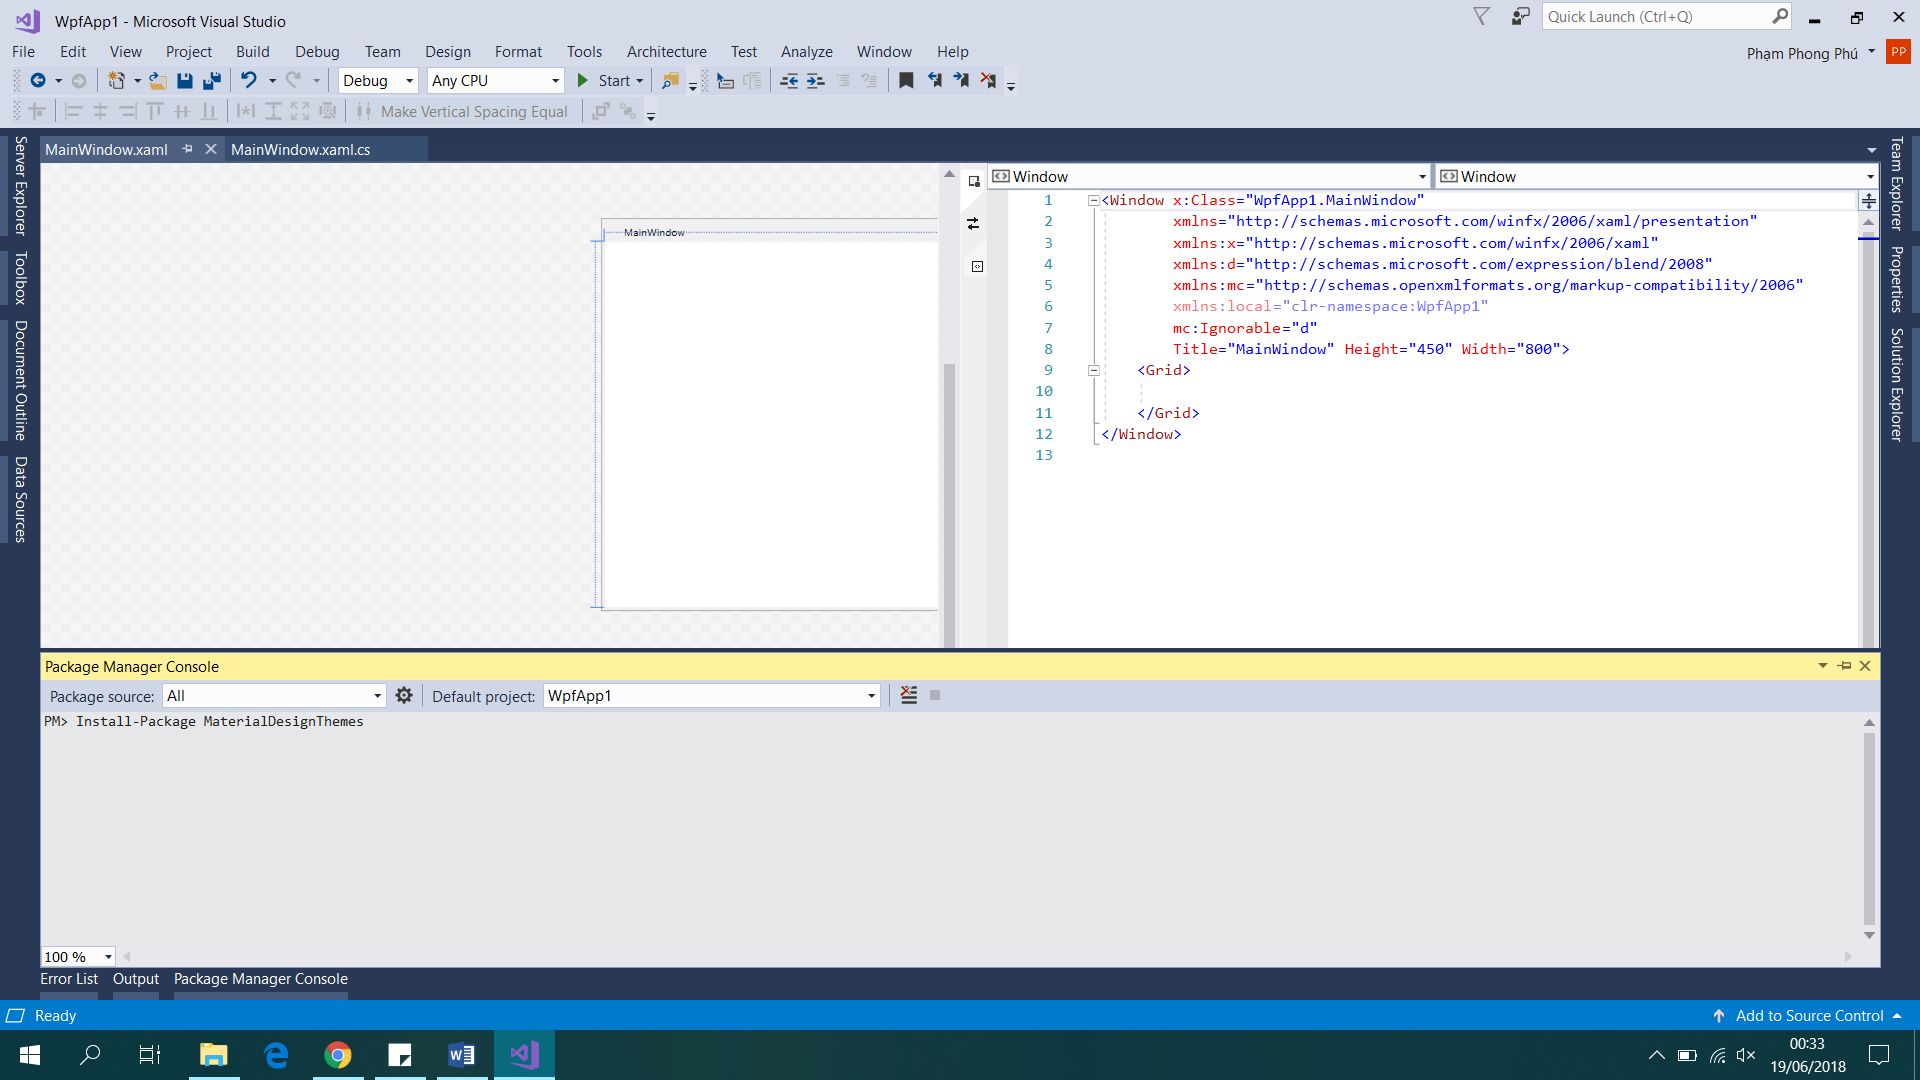 WpfApp1 - Microsoft Visual Studio
Quick Launch (Ctrl+Q)
File Edit View Project Build Debug Team Design Format Tools Architecture Test Analyze Window Help
Phạm Phong Phú
PP
Debug
Any CPU
Start
Make Vertical Spacing Equal
Server Explorer
Toolbox
Document Outline
Data Sources
MainWindow.xaml
MainWindow.xaml.cs
MainWindow
Window
Window
1 <Window x:Class="WpfApp1.MainWindow"
2 xmlns="http://schemas.microsoft.com/winfx/2006/xaml/presentation"
3 xmlns:x="http://schemas.microsoft.com/winfx/2006/xaml"
4 xmlns:d="http://schemas.microsoft.com/expression/blend/2008"
5 xmlns:mc="http://schemas.openxmlformats.org/markup-compatibility/2006"
6 xmlns:local="clr-namespace:WpfApp1"
7 mc:Ignorable="d"
8 Title="MainWindow" Height="450" Width="800">
9 <Grid>
10
11 </Grid>
12 </Window>
13
Team Explorer
Properties
Solution Explorer
Package Manager Console
Package source: All
Default project: WpfApp1
PM> Install-Package MaterialDesignThemes
100 %
Error List Output Package Manager Console
Ready
Add to Source Control
00:33
19/06/2018